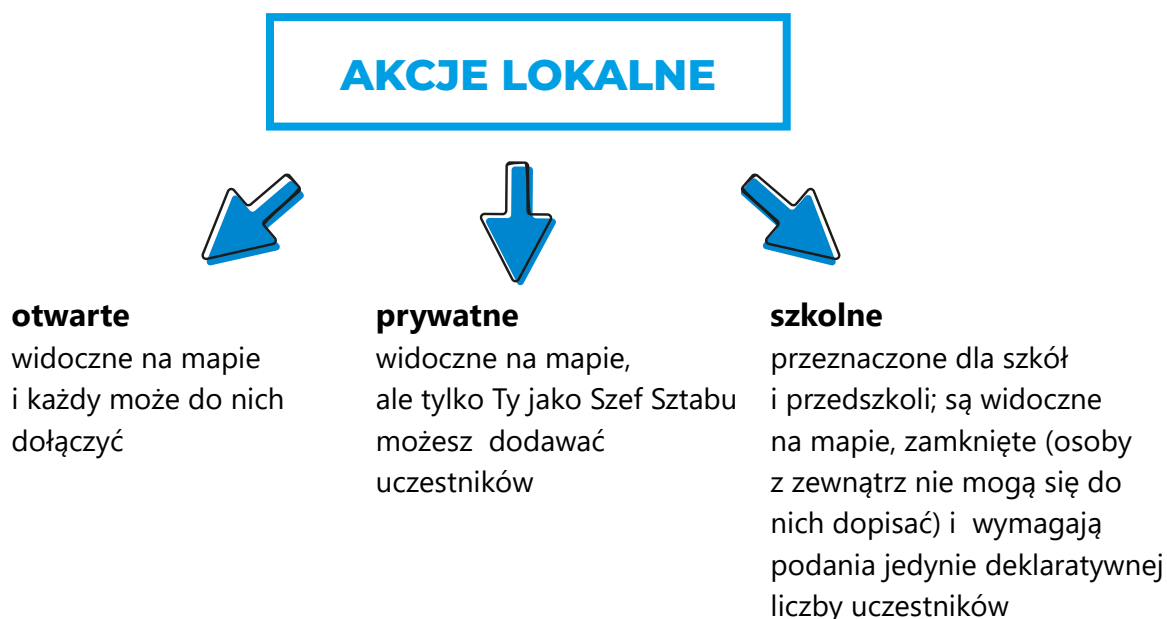 AKCJE LOKALNE
otwarte
widoczne na mapie
i każdy może do nich
dołączyć
prywatne
widoczne na mapie,
ale tylko Ty jako Szef Sztabu
możesz  dodawać
uczestników
szkolne
przeznaczone dla szkół
i przedszkoli; są widoczne
na mapie, zamknięte (osoby
z zewnątrz nie mogą się do
nich dopisać) i  wymagają
podania jedynie deklaratywnej
liczby uczestników